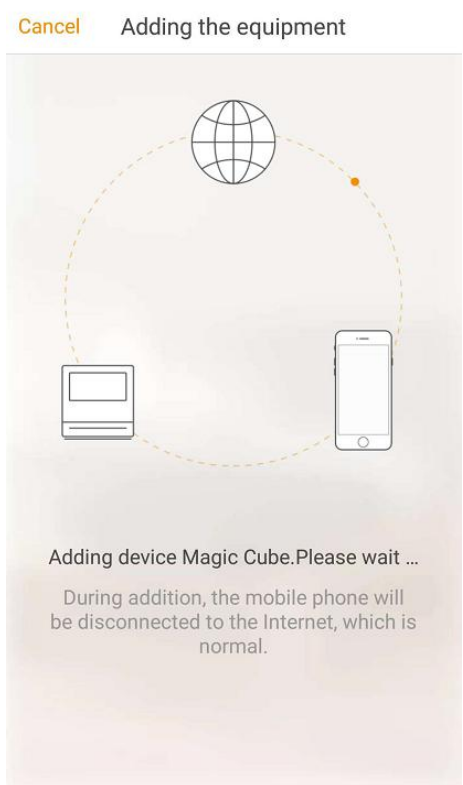 Cancel Adding the equipment
Adding device Magic Cube.Please wait ...
During addition, the mobile phone will
be disconnected to the Internet, which is
normal.